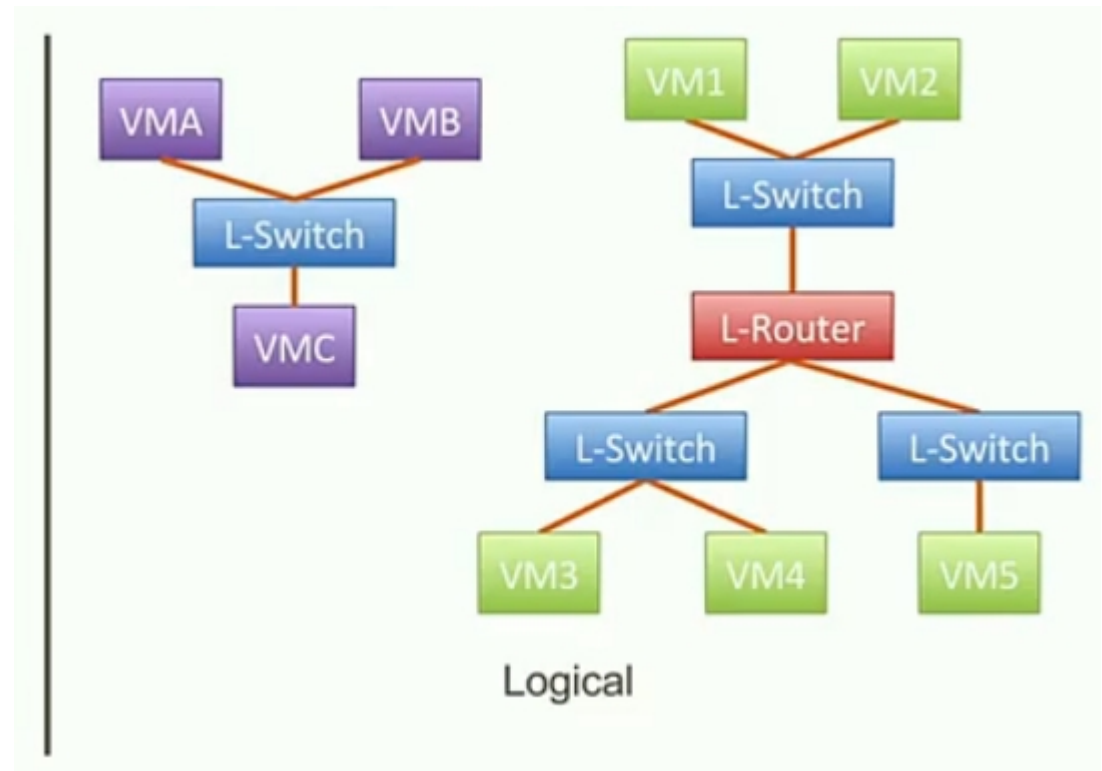 VMA
VMB
L-Switch
VMC
VM1
VM2
L-Switch
L-Router
L-Switch
L-Switch
VM3
VM4
VM5
Logical